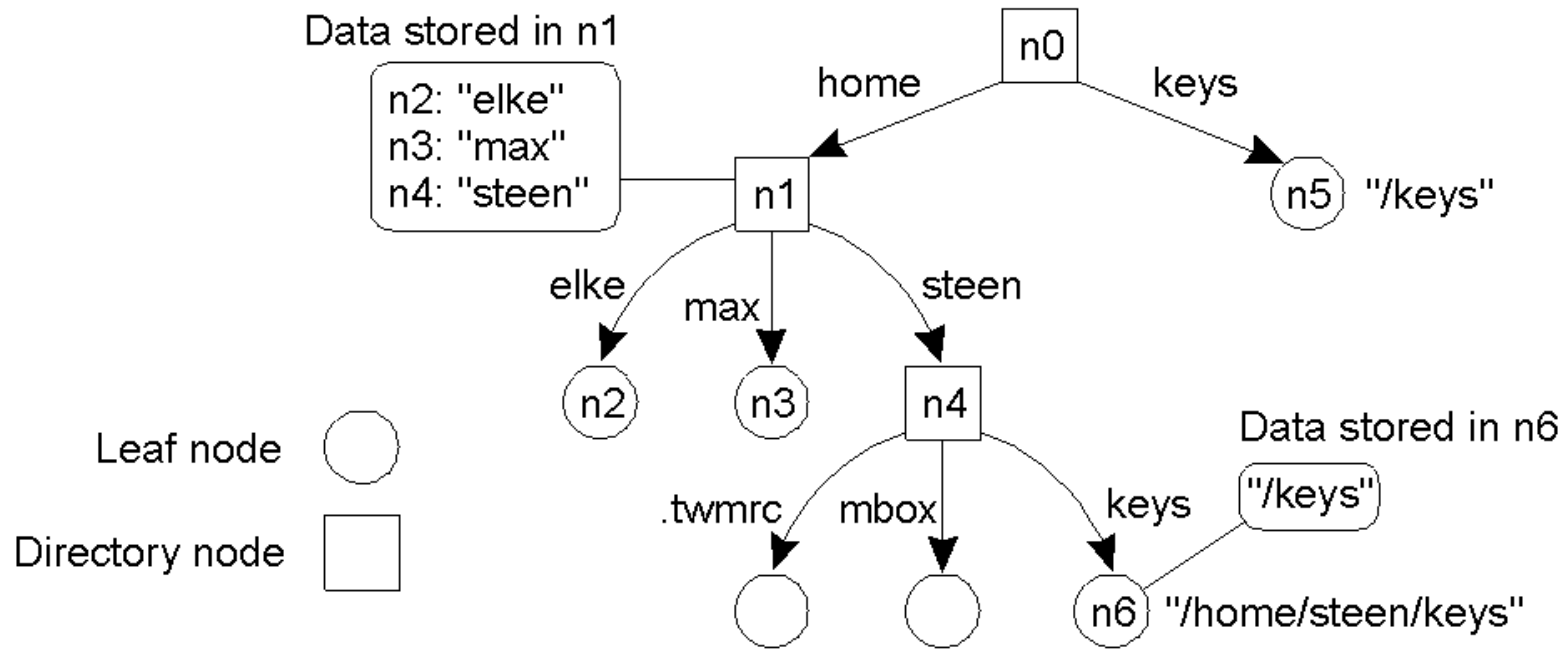 Data stored in n1
n2: "elke"
n3: "max"
n4: "steen"
n0
home
keys
n1
n5 "/keys"
elke
max
steen
n2
n3
n4
Leaf node
Directory node
Data stored in n6
"/keys"
.twmrc
mbox
keys
n6 "/home/steen/keys"